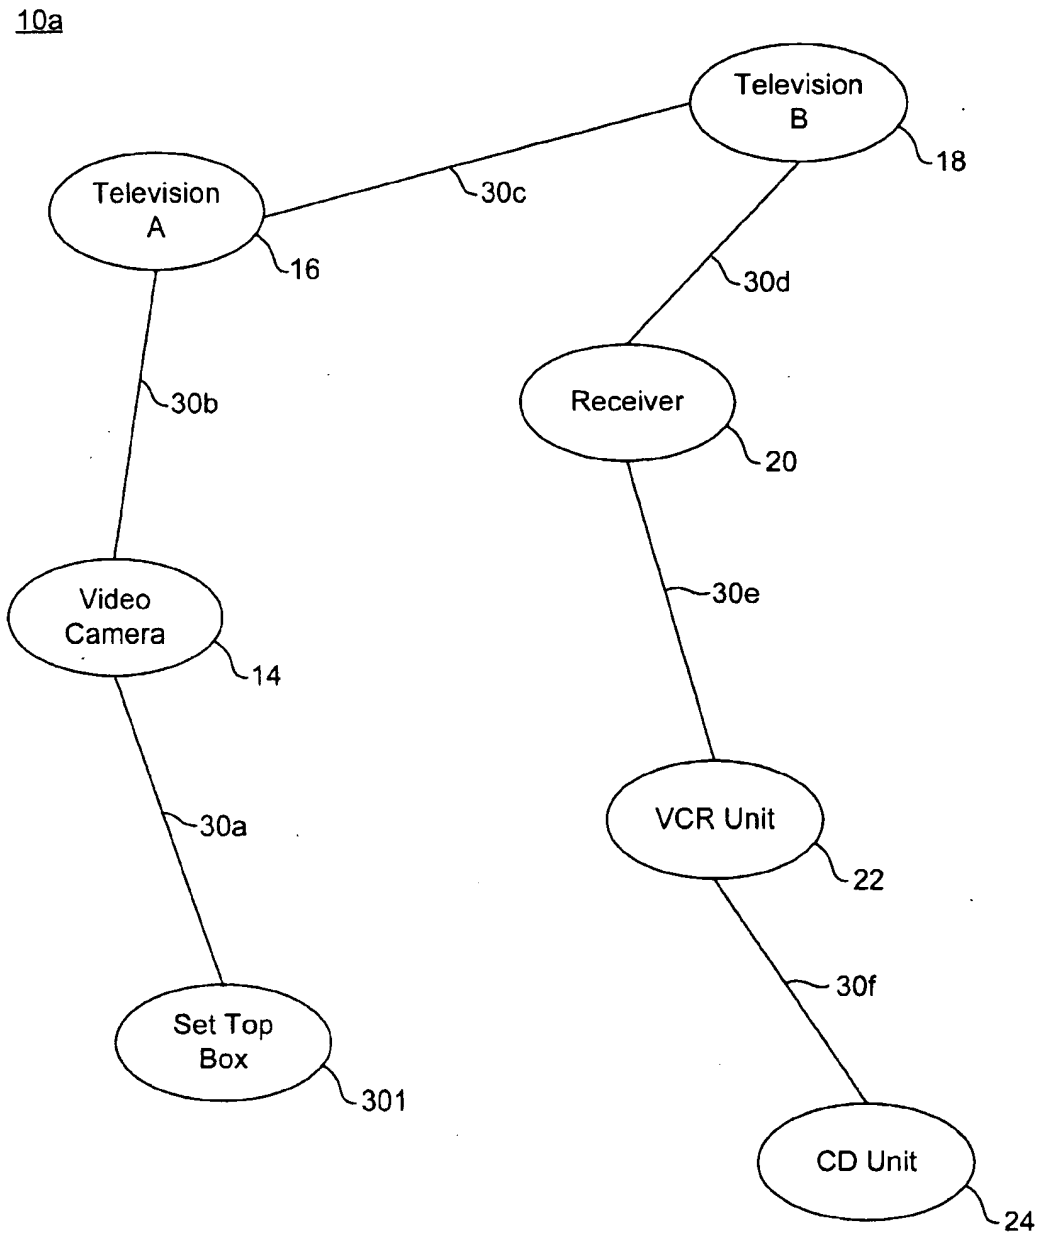 10a
Television
B
18
Television
A
16
30c
30d
30b
Receiver
20
Video
Camera
14
30e
30a
VCR Unit
22
30f
Set Top
Box
301
CD Unit
24